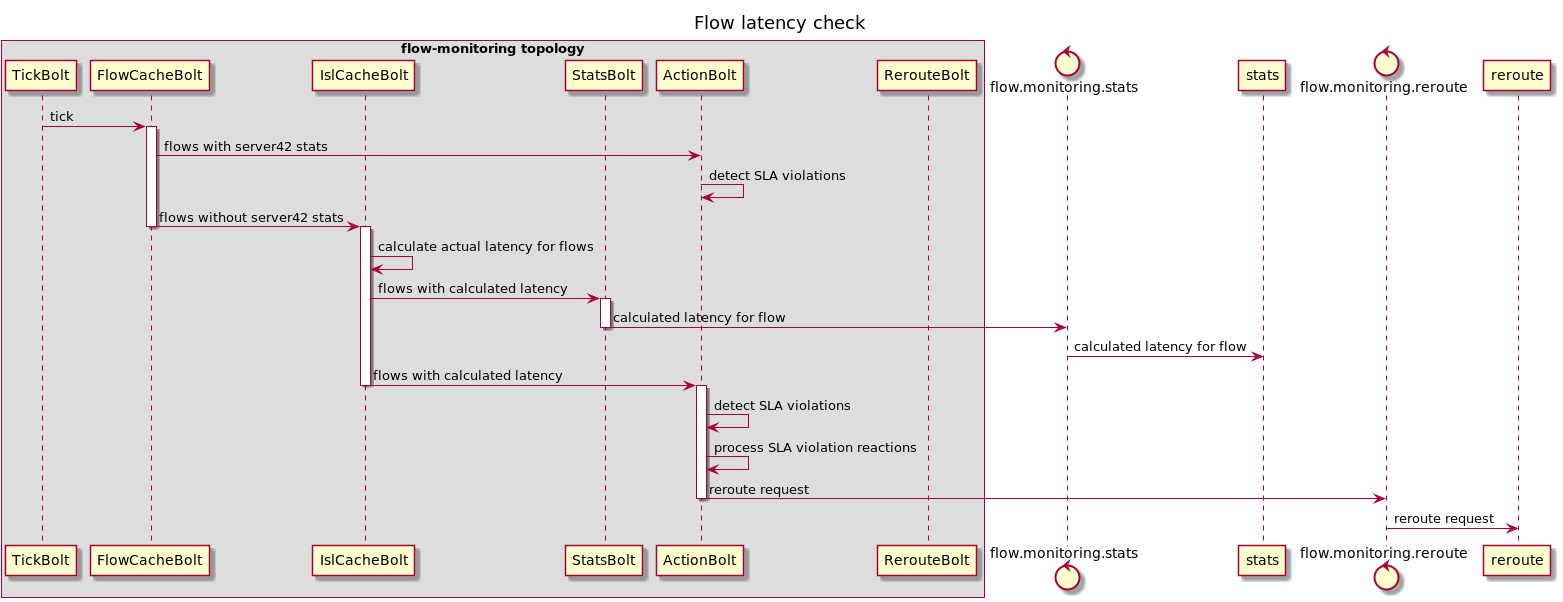 Flow latency check
flow-monitoring topology
TickBolt
FlowCacheBolt
IslCacheBolt
StatsBolt
ActionBolt
RerouteBolt
flow.monitoring.stats
stats
flow.monitoring.reroute
reroute
tick
flows with server42 stats
detect SLA violations
flows without server42 stats
calculate actual latency for flows
flows with calculated latency
calculated latency for flow
calculated latency for flow
flows with calculated latency
detect SLA violations
process SLA violation reactions
reroute request
reroute request
TickBolt
FlowCacheBolt
IslCacheBolt
StatsBolt
ActionBolt
RerouteBolt
flow.monitoring.stats
stats
flow.monitoring.reroute
reroute